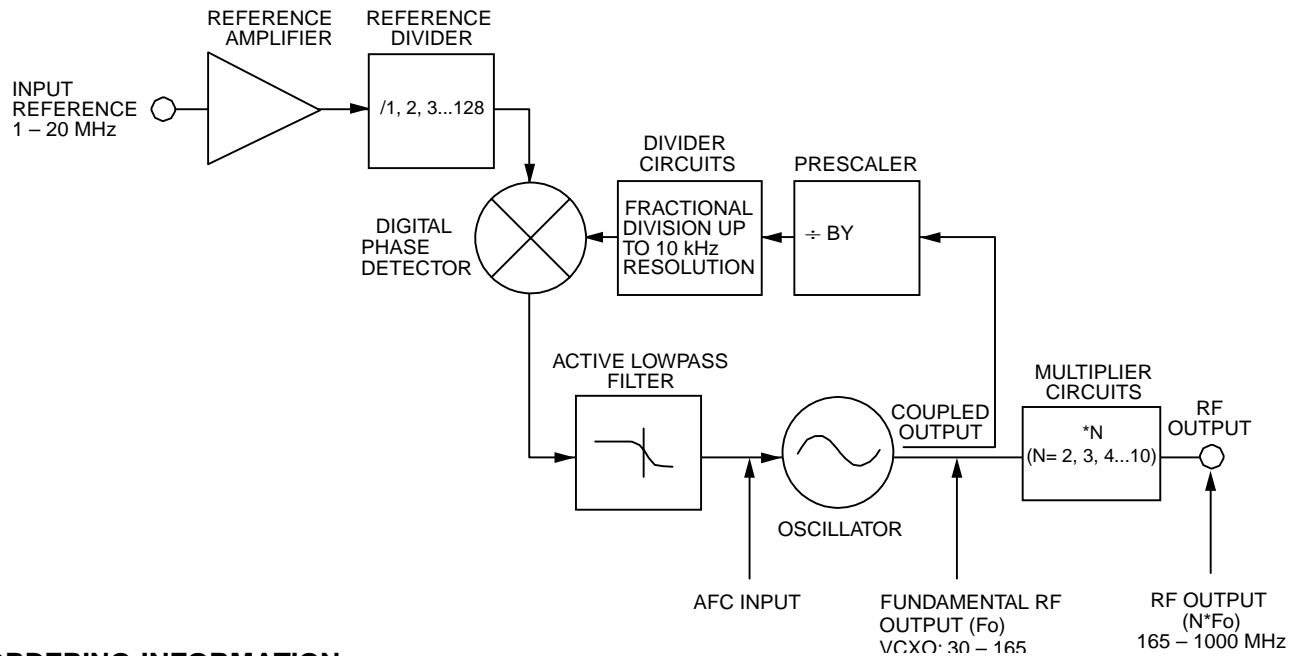 REFERENCE
AMPLIFIER
REFERENCE
DIVIDER
INPUT
REFERENCE
1 – 20 MHz
/1, 2, 3...128
DIVIDER
CIRCUITS
PRESCALER
FRACTIONAL
DIVISION UP
TO 10 kHz
RESOLUTION
÷ BY
DIGITAL
PHASE
DETECTOR
ACTIVE LOWPASS
FILTER
COUPLED
OUTPUT
MULTIPLIER
CIRCUITS
*N
(N= 2, 3, 4...10)
RF
OUTPUT
OSCILLATOR
AFC INPUT
FUNDAMENTAL RF
OUTPUT (Fo)
VCXO: 30 – 165
RF OUTPUT
(N*Fo)
165 – 1000 MHz
ORDERING INFORMATION